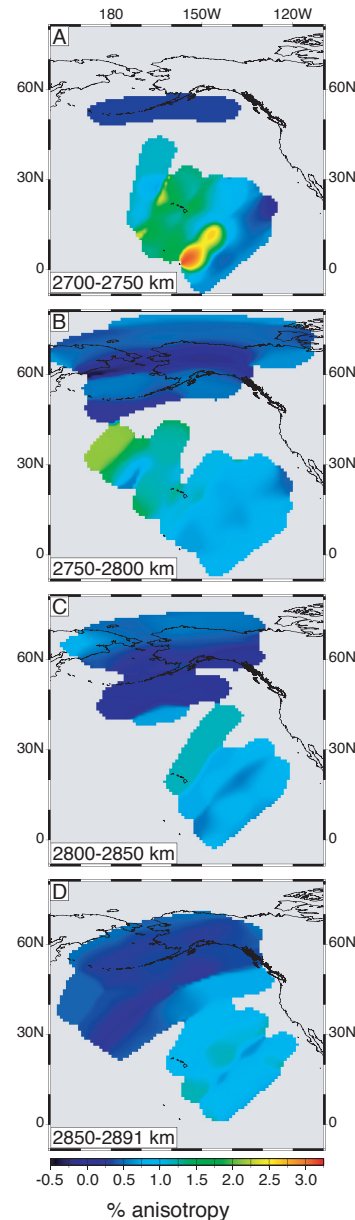 180 150W 120W
A
60N 60N
30N 30N
0 0
2700-2750 km
B
60N 60N
30N 30N
0 0
2750-2800 km
C
60N 60N
30N 30N
0 0
2800-2850 km
D
60N 60N
30N 30N
0 0
2850-2891 km
-0.5 0.0 0.5 1.0 1.5 2.0 2.5 3.0
% anisotropy